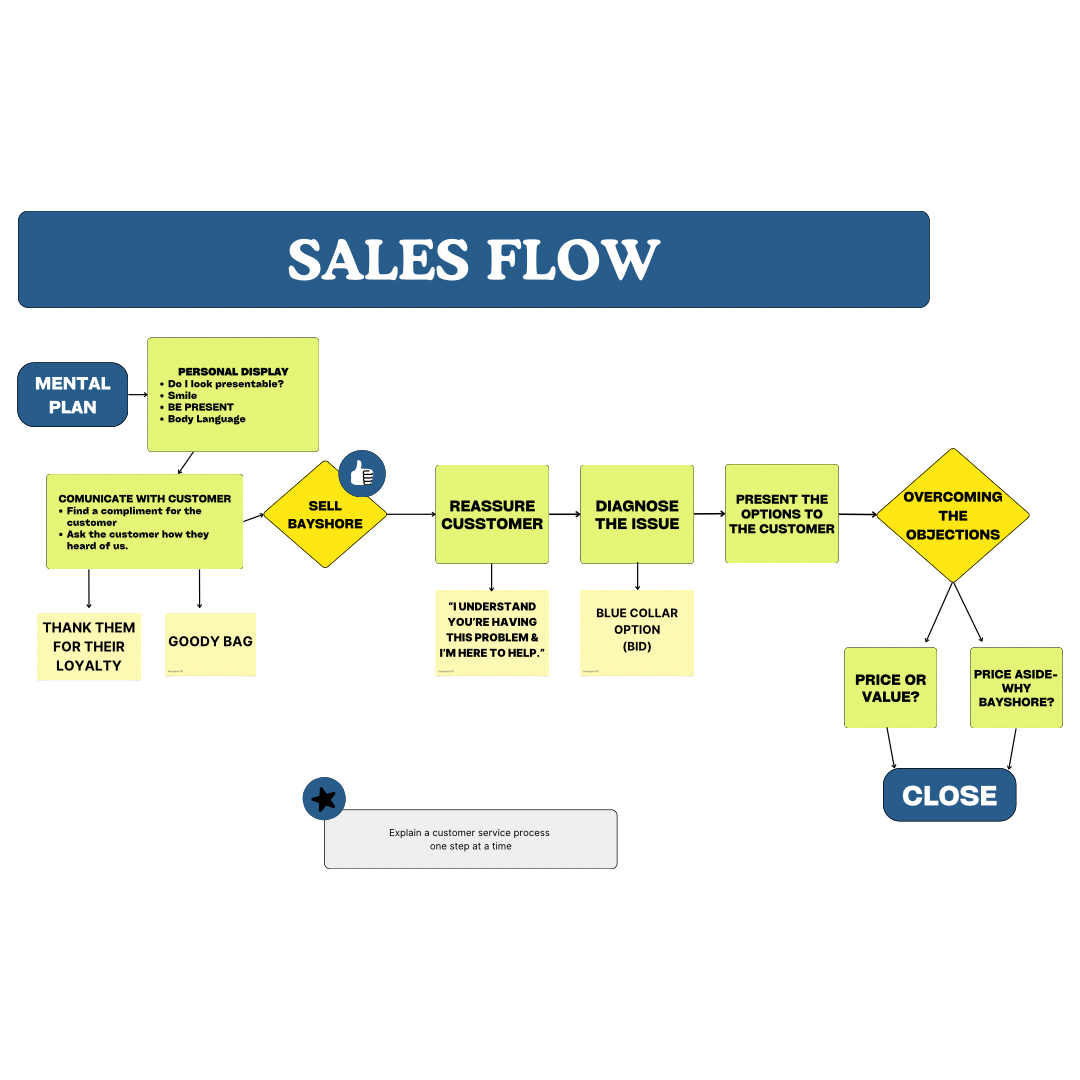 SALES FLOW
MENTAL
PLAN
PERSONAL DISPLAY
• Do I look presentable?
• Smile
• BE PRESENT
• Body Language
COMUNICATE WITH CUSTOMER
• Find a compliment for the
customer
• Ask the customer how they
heard of us.
THANK THEM
FOR THEIR
LOYALTY
GOODY BAG
SELL
BAYSHORE
REASSURE
CUSSTOMER
"I UNDERSTAND
YOU'RE HAVING
THIS PROBLEM &
I'M HERE TO HELP."
DIAGNOSE
THE ISSUE
BLUE COLLAR
OPTION
(BID)
PRESENT THE
OPTIONS TO
THE CUSTOMER
OVERCOMING
THE
OBJECTIONS
PRICE OR
VALUE?
PRICE ASIDE-
WHY
BAYSHORE?
CLOSE
Explain a customer service process
one step at a time